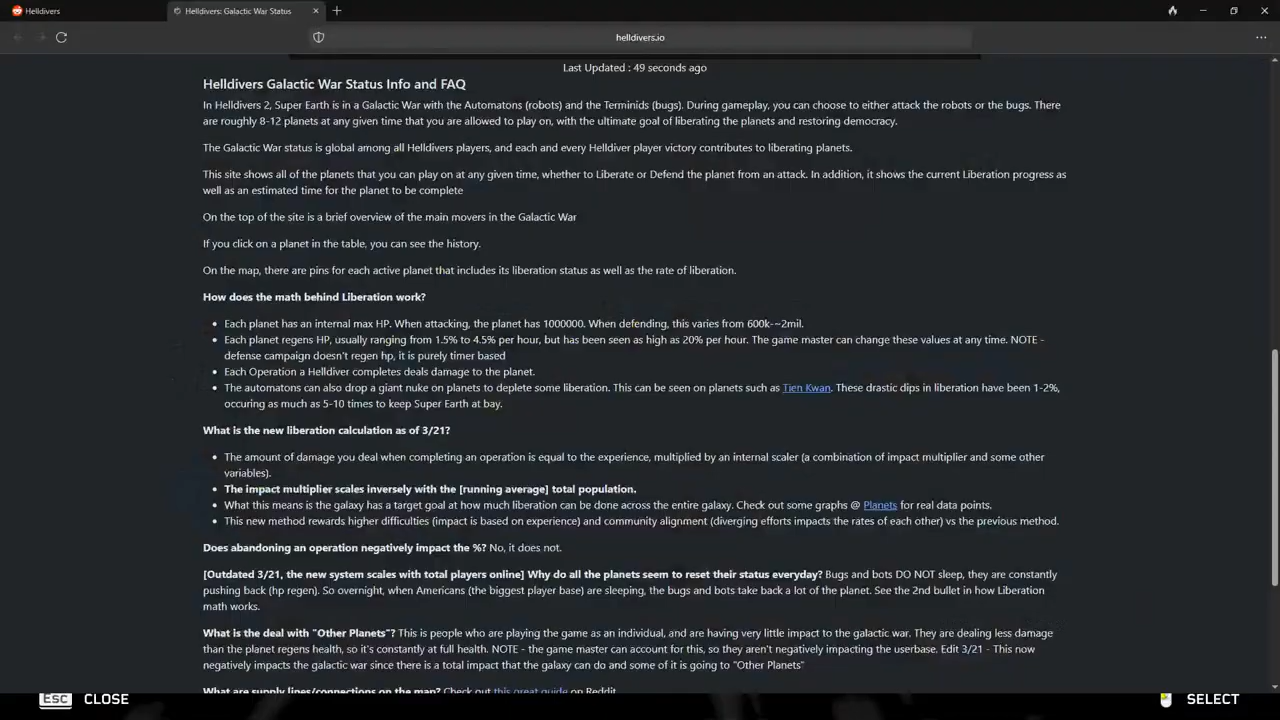 Helldivers
Helldivers: Galactic War Status
helldivers.io
Last Updated : 49 seconds ago
Helldivers Galactic War Status Info and FAQ
In Helldivers 2, Super Earth is in a Galactic War with the Automatons (robots) and the Terminids (bugs). During gameplay, you can choose to either attack the robots or the bugs. There
are roughly 8-12 planets at any given time that you are allowed to play on, with the ultimate goal of liberating the planets and restoring democracy.
The Galactic War status is global among all Helldivers players, and each and every Helldiver player victory contributes to liberating planets.
This site shows all of the planets that you can play on at any given time, whether to Liberate or Defend the planet from an attack. In addition, it shows the current Liberation progress as
well as an estimated time for the planet to be complete
On the top of the site is a brief overview of the main movers in the Galactic War
If you click on a planet in the table, you can see the history.
On the map, there are pins for each active planet that includes its liberation status as well as the rate of liberation.
How does the math behind Liberation work?
• Each planet has an internal max HP. When attacking, the planet has 1000000. When defending, this varies from 600k-~2mil.
• Each planet regens HP, usually ranging from 1.5% to 4.5% per hour, but has been seen as high as 20% per hour. The game master can change these values at any time. NOTE -
defense campaign doesn't regen hp, it is purely timer based
• Each Operation a Helldiver completes deals damage to the planet.
• The automatons can also drop a giant nuke on planets to deplete some liberation. This can be seen on planets such as Tien Kwan. These drastic dips in liberation have been 1-2%,
occuring as much as 5-10 times to keep Super Earth at bay.
What is the new liberation calculation as of 3/21?
• The amount of damage you deal when completing an operation is equal to the experience, multiplied by an internal scaler (a combination of impact multiplier and some other
variables).
• The impact multiplier scales inversely with the [running average] total population.
• What this means is the galaxy has a target goal at how much liberation can be done across the entire galaxy. Check out some graphs @ Planets for real data points.
• This new method rewards higher difficulties (impact is based on experience) and community alignment (diverging efforts impacts the rates of each other) vs the previous method.
Does abandoning an operation negatively impact the %? No, it does not.
[Outdated 3/21, the new system scales with total players online] Why do all the planets seem to reset their status everyday? Bugs and bots DO NOT sleep, they are constantly
pushing back (hp regen). So overnight, when Americans (the biggest player base) are sleeping, the bugs and bots take back a lot of the planet. See the 2nd bullet in how Liberation
math works.
What is the deal with "Other Planets"? This is people who are playing the game as an individual, and are having very little impact to the galactic war. They are dealing less damage
than the planet regens health, so it's constantly at full health. NOTE - the game master can account for this, so they aren't negatively impacting the userbase. Edit 3/21 - This now
negatively impacts the galactic war since there is a total impact that the galaxy can do and some of it is going to "Other Planets"
What are supply lines/connections on the map? Check out this great guide on Reddit
ESC CLOSE
SELECT